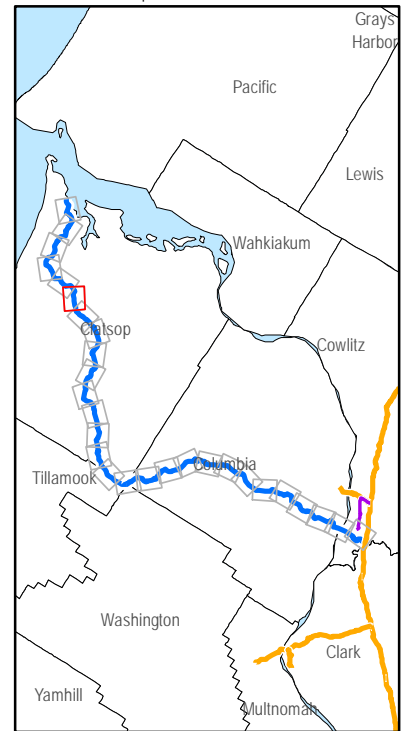 Grays
Harbor
Pacific
Lewis
Wahkiakum
Clatsop
Cowlitz
Tillamook
Columbia
Washington
Clark
Yamhill
Multnomah